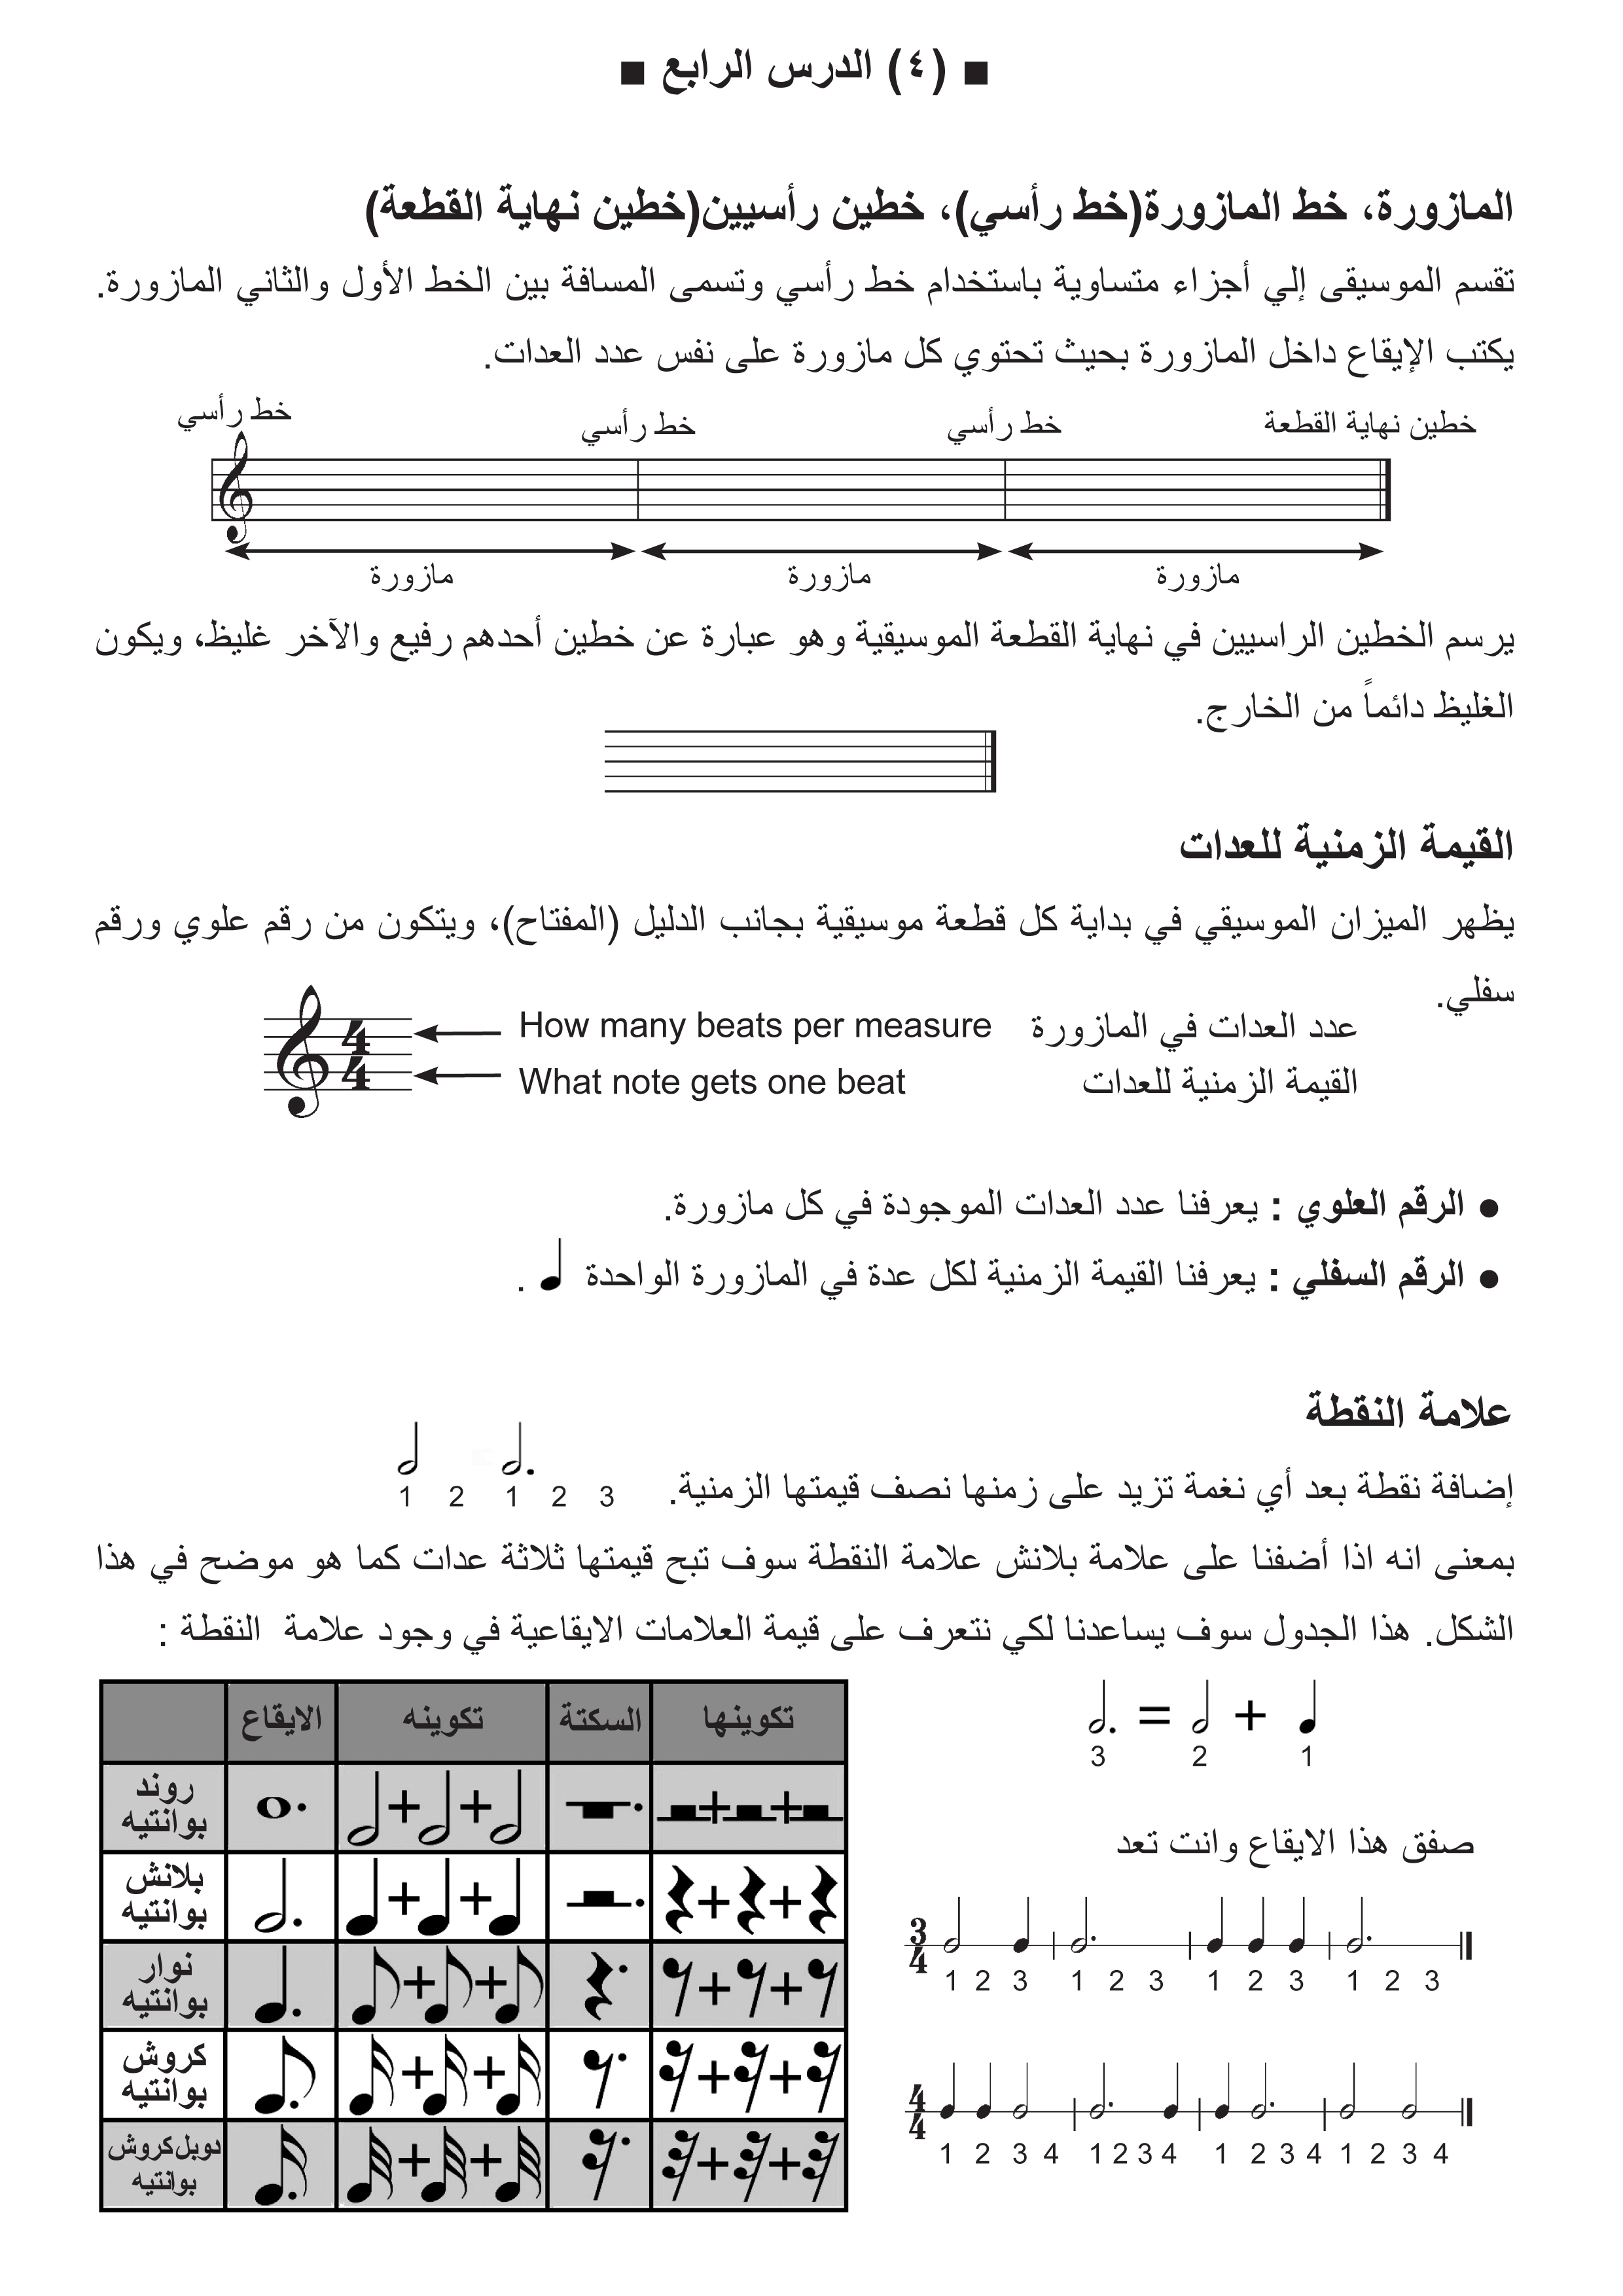 ■ (٤) الدرس الرابع ■
المازورة، خط المازورة(خط رأسي)، خطين رأسيين(خطين نهاية القطعة)
تقسم الموسيقى إلي أجزاء متساوية باستخدام خط رأسي وتسمى المسافة بين الخط الأول والثاني المازورة.
يكتب الإيقاع داخل المازورة بحيث تحتوي كل مازورة على نفس عدد العدات.
خط رأسي خط رأسي خط رأسي خطين نهاية القطعة
مازورة مازورة مازورة
يرسم الخطين الراسيين في نهاية القطعة الموسيقية وهو عبارة عن خطين أحدهم رفيع والآخر غليظ، ويكون
الغليظ دائماً من الخارج.
القيمة الزمنية للعدات
يظهر الميزان الموسيقي في بداية كل قطعة موسيقية بجانب الدليل (المفتاح)، ويتكون من رقم علوي ورقم
سفلي.
4 How many beats per measure عدد العدات في المازورة
4 What note gets one beat القيمة الزمنية للعدات
● الرقم العلوي : يعرفنا عدد العدات الموجودة في كل مازورة.
● الرقم السفلي : يعرفنا القيمة الزمنية لكل عدة في المازورة الواحدة .
علامة النقطة
إضافة نقطة بعد أي نغمة تزيد على زمنها نصف قيمتها الزمنية.
1 2 1 2 3
بمعنى انه اذا أضفنا على علامة بلانش علامة النقطة سوف تبح قيمتها ثلاثة عدات كما هو موضح في هذا
الشكل. هذا الجدول سوف يساعدنا لكي نتعرف على قيمة العلامات الايقاعية في وجود علامة النقطة :
= +
3 2 1
صفق هذا الايقاع وانت تعد
3
4
1 2 3 1 2 3 1 2 3 1 2 3
4
4
1 2 3 4 1 2 3 4 1 2 3 4 1 2 3 4
الايقاع تكوينه السكتة تكوينها
روند
بوانتيه
+ + + +
بلانش
بوانتيه
+ + + +
نوار
بوانتيه
+ + + +
كروش
بوانتيه
+ + + +
دوبل كروش
بوانتيه
+ + + +